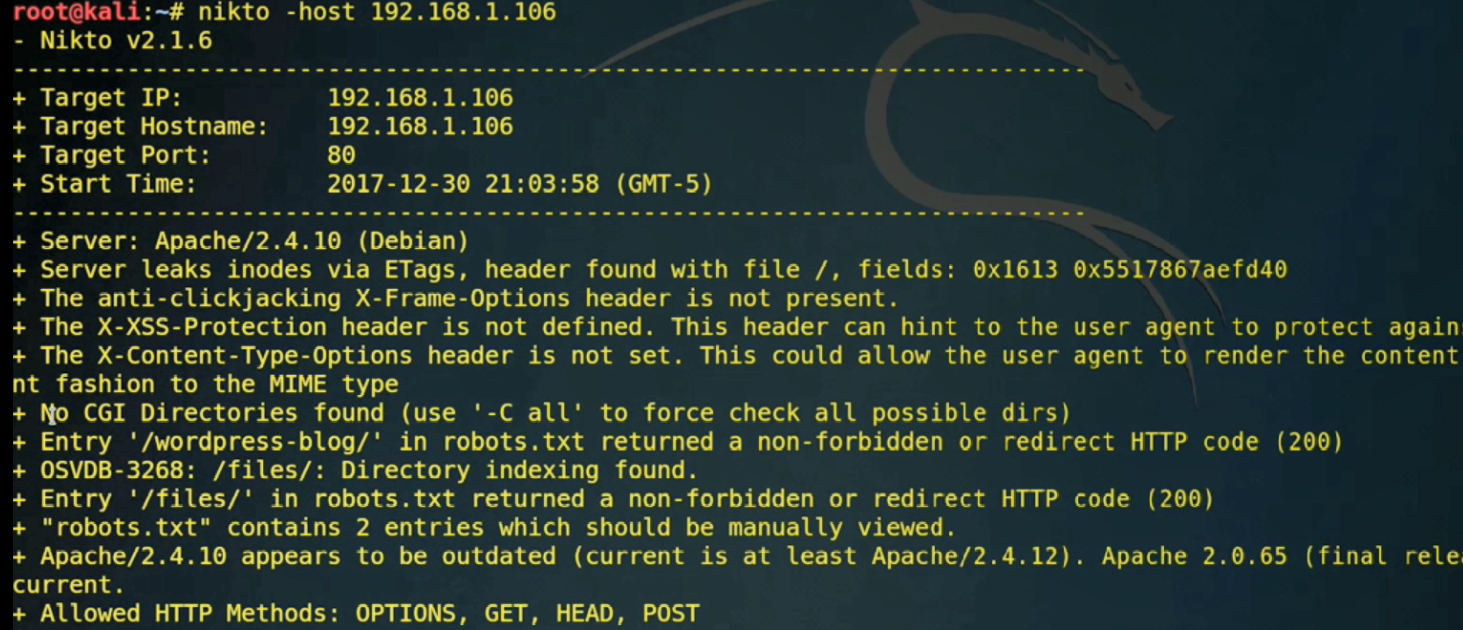 root@kali:~# nikto -host 192.168.1.106
- Nikto v2.1.6
---------------------------------------------------------------------------
+ Target IP:          192.168.1.106
+ Target Hostname:    192.168.1.106
+ Target Port:        80
+ Start Time:         2017-12-30 21:03:58 (GMT-5)
---------------------------------------------------------------------------
+ Server: Apache/2.4.10 (Debian)
+ Server leaks inodes via ETags, header found with file /, fields: 0x1613 0x5517867aefd40
+ The anti-clickjacking X-Frame-Options header is not present.
+ The X-XSS-Protection header is not defined. This header can hint to the user agent to protect again
+ The X-Content-Type-Options header is not set. This could allow the user agent to render the content
nt fashion to the MIME type
+ No CGI Directories found (use '-C all' to force check all possible dirs)
+ Entry '/wordpress-blog/' in robots.txt returned a non-forbidden or redirect HTTP code (200)
+ OSVDB-3268: /files/: Directory indexing found.
+ Entry '/files/' in robots.txt returned a non-forbidden or redirect HTTP code (200)
+ "robots.txt" contains 2 entries which should be manually viewed.
+ Apache/2.4.10 appears to be outdated (current is at least Apache/2.4.12). Apache 2.0.65 (final rele
current.
+ Allowed HTTP Methods: OPTIONS, GET, HEAD, POST